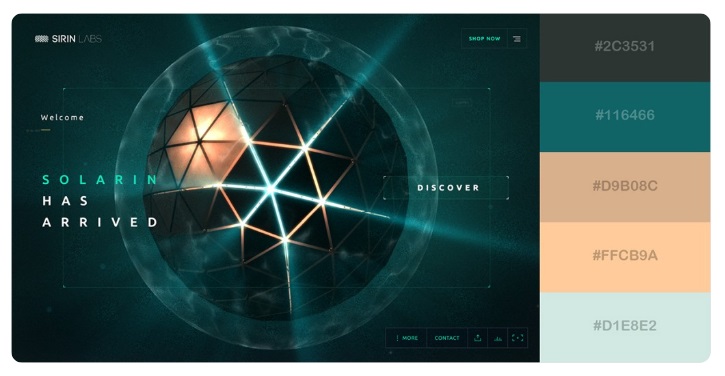 SIRIN LABS
SHOP NOW
Welcome
SOLARIN
HAS
ARRIVED
DISCOVER
MORE
CONTACT
#2C3531
#116466
#D9B08C
#FFCB9A
#D1E8E2